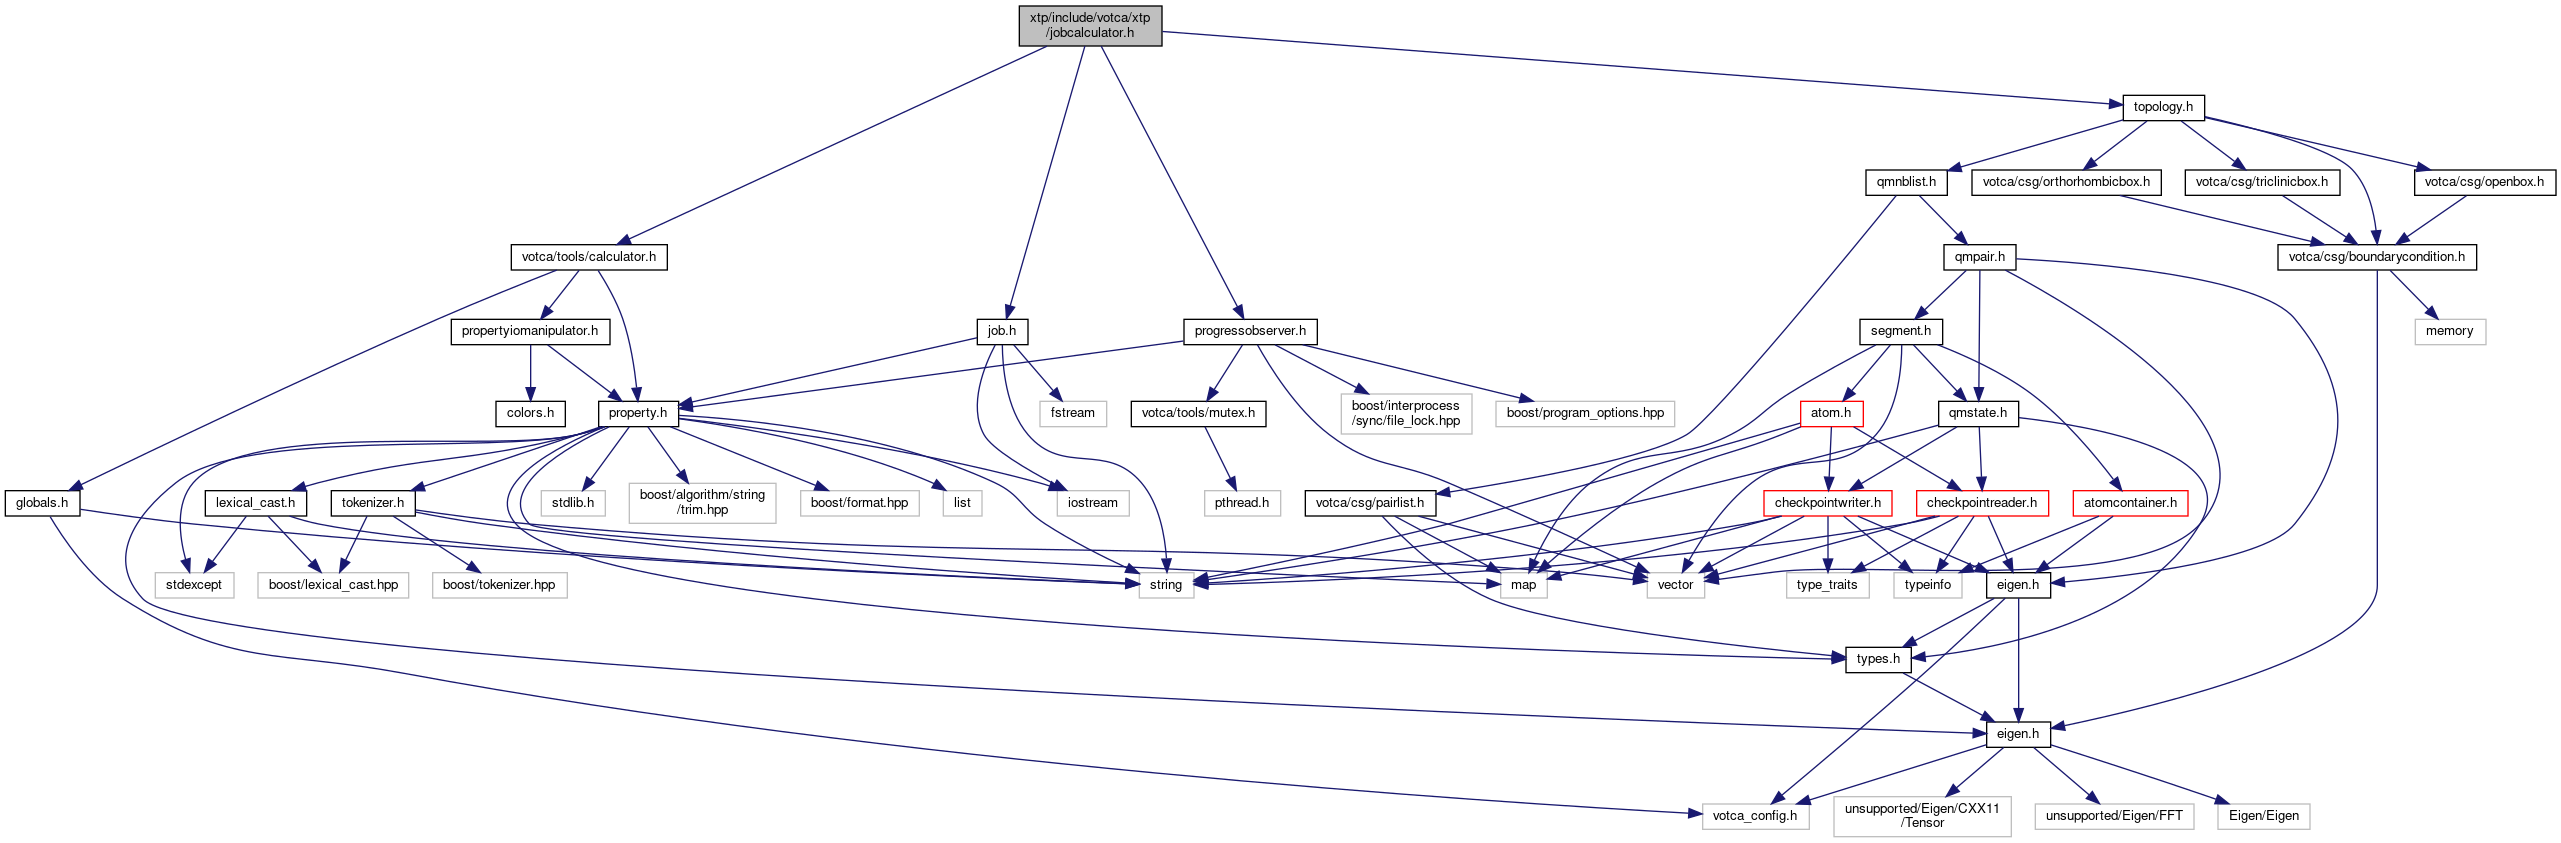 xtp/include/votca/xtp
/jobcalculator.h
topology.h
qmnblist.h
votca/csg/orthorhombicbox.h
votca/csg/triclinicbox.h
votca/csg/openbox.h
votca/tools/calculator.h
qmpair.h
votca/csg/boundarycondition.h
propertyiomanipulator.h
job.h
progressobserver.h
segment.h
memory
colors.h
property.h
fstream
votca/tools/mutex.h
boost/interprocess
/sync/file_lock.hpp
boost/program_options.hpp
atom.h
qmstate.h
globals.h
lexical_cast.h
tokenizer.h
stdlib.h
boost/algorithm/string
/trim.hpp
boost/format.hpp
list
iostream
pthread.h
votca/csg/pairlist.h
checkpointwriter.h
checkpointreader.h
atomcontainer.h
stdexcept
boost/lexical_cast.hpp
boost/tokenizer.hpp
string
map
vector
type_traits
typeinfo
eigen.h
types.h
eigen.h
votca_config.h
unsupported/Eigen/CXX11
/Tensor
unsupported/Eigen/FFT
Eigen/Eigen